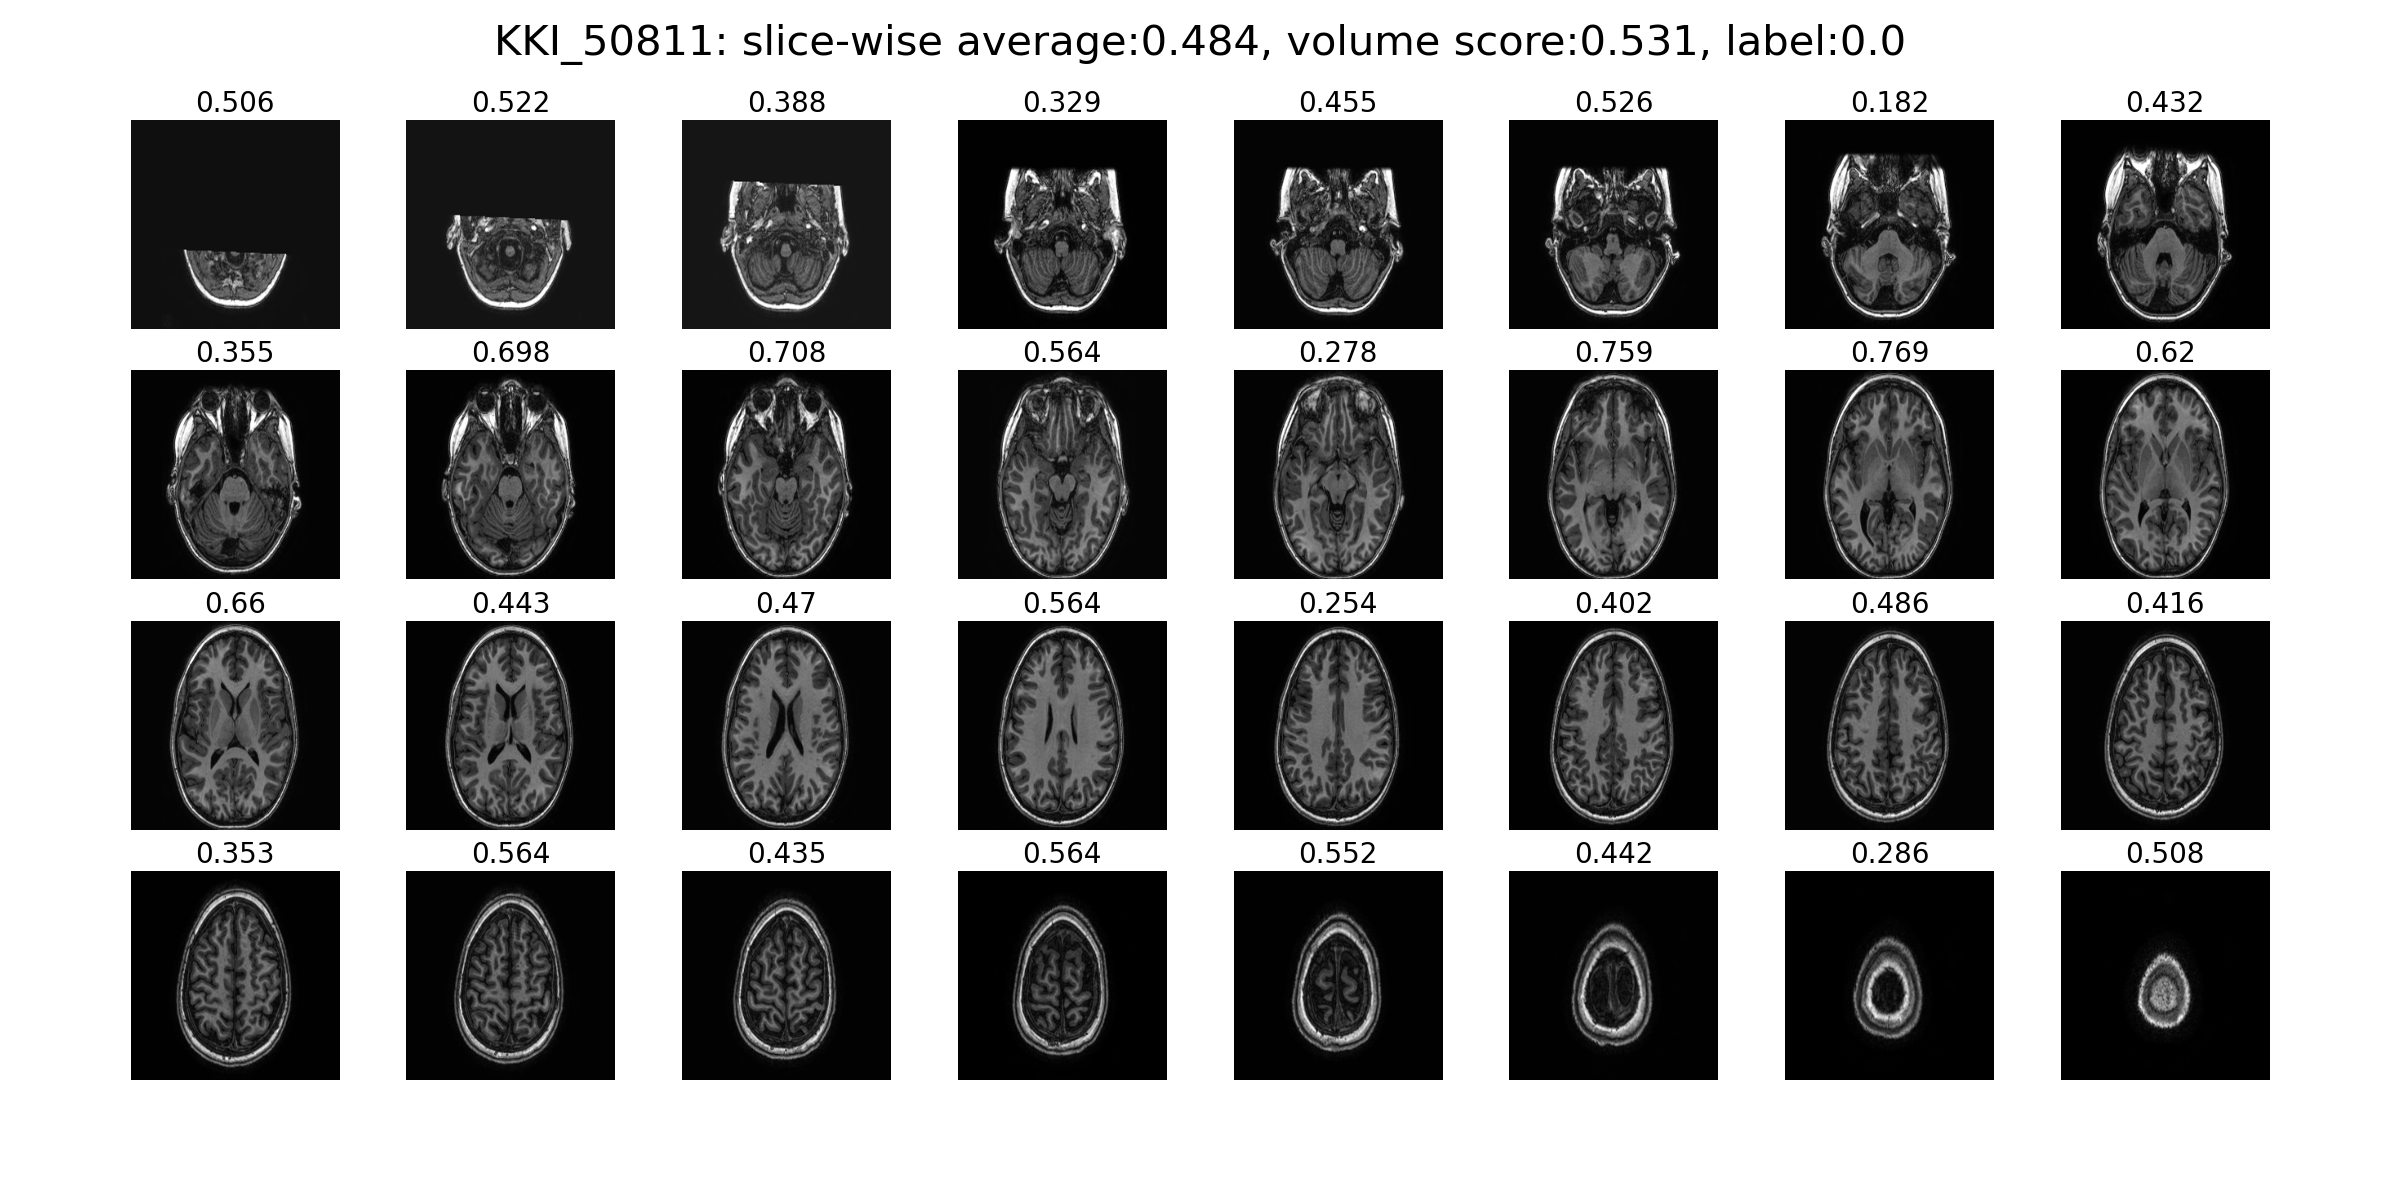 KKI_50811: slice-wise average:0.484, volume score:0.531, label:0.0
0.506 0.522 0.388 0.329 0.455 0.526 0.182 0.432
0.355 0.698 0.708 0.564 0.278 0.759 0.769 0.62
0.66 0.443 0.47 0.564 0.254 0.402 0.486 0.416
0.353 0.564 0.435 0.564 0.552 0.442 0.286 0.508